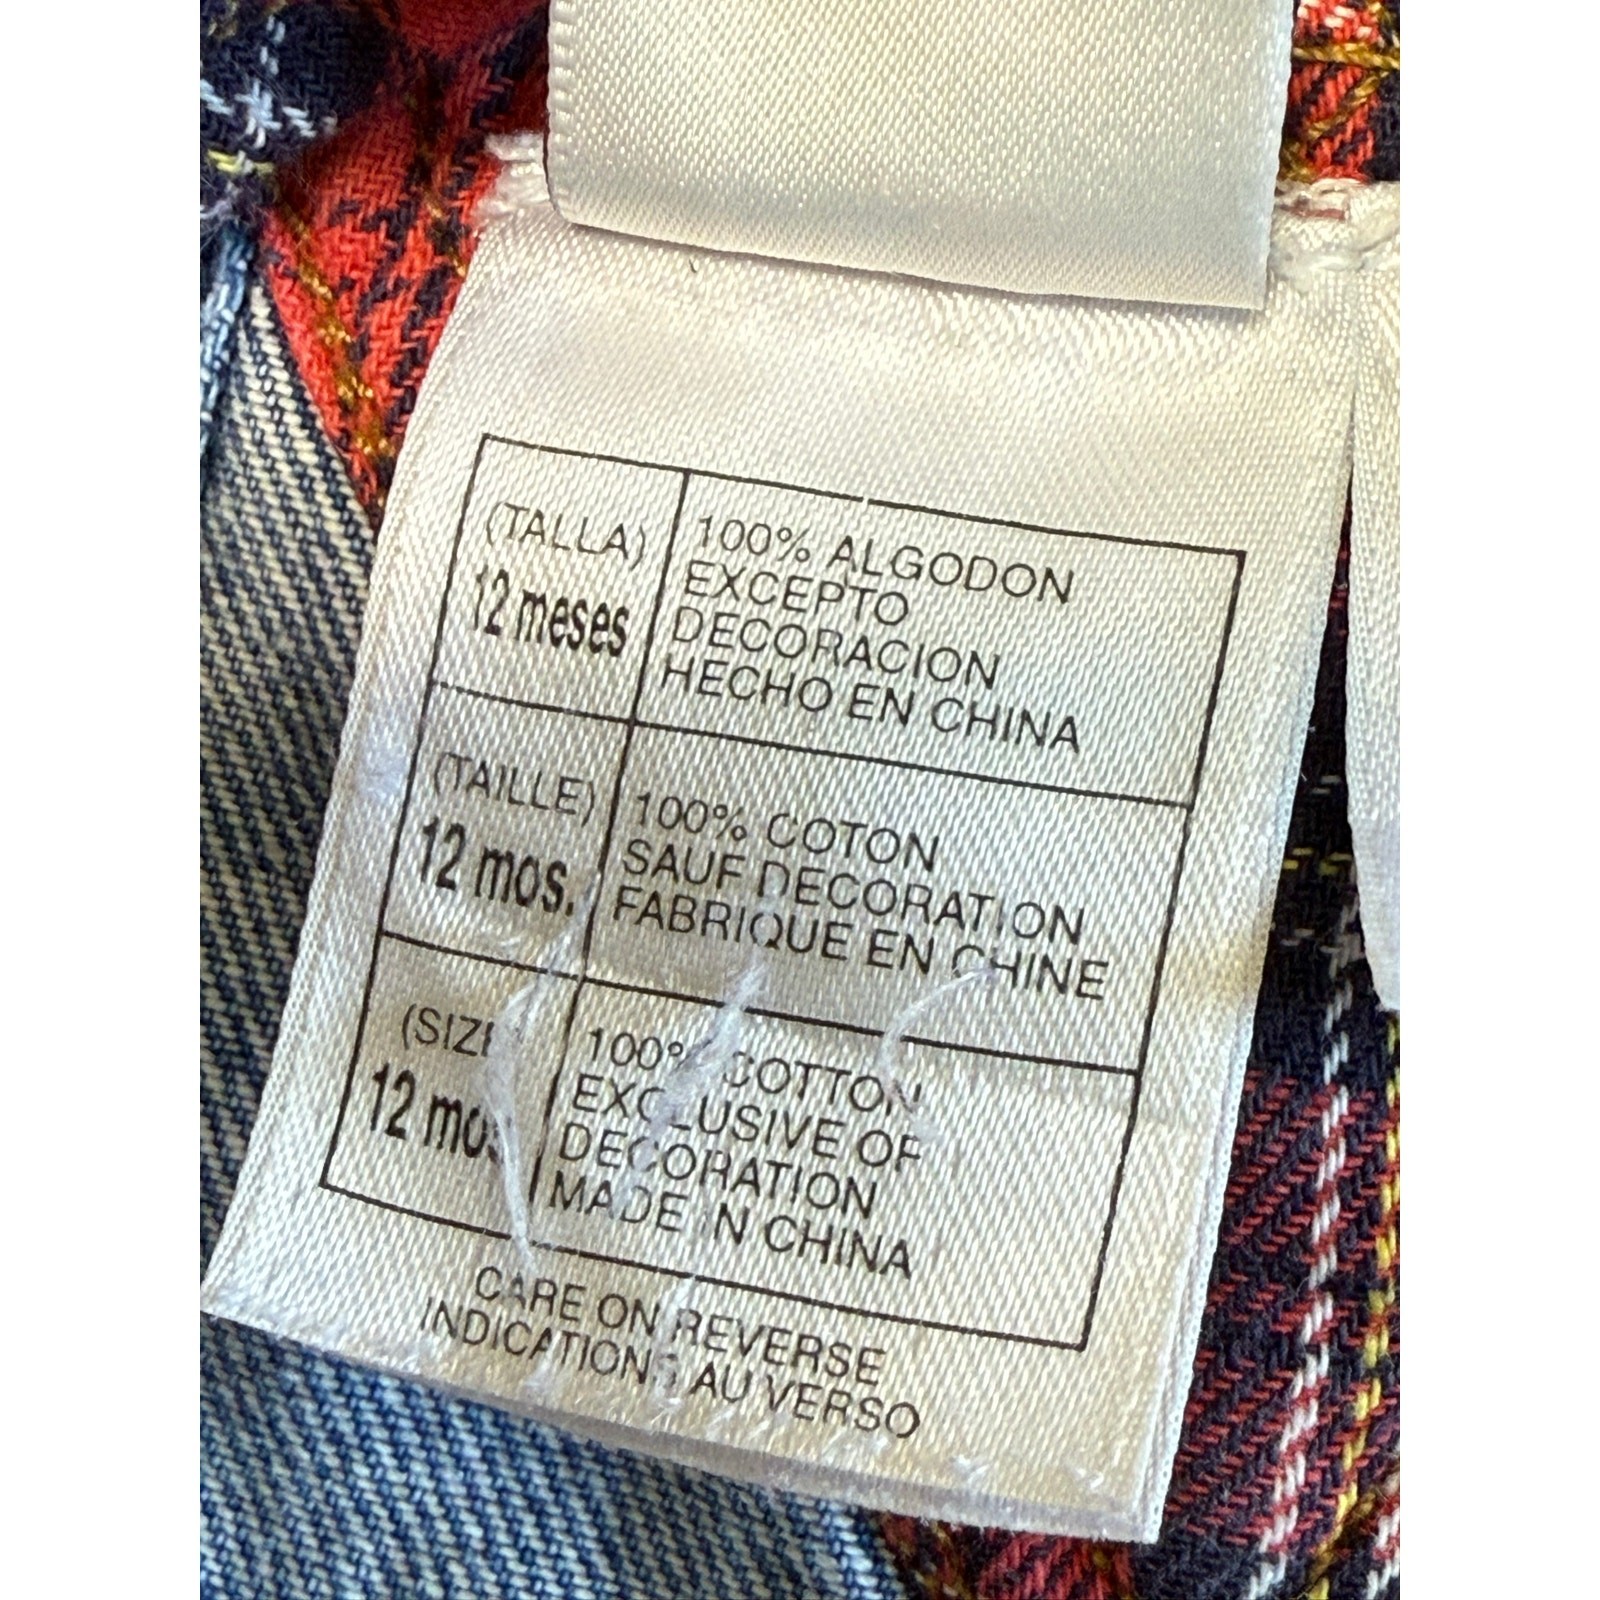 (TALLA)
12 meses
100% ALGODON
EXCEPTO
DECORACION
HECHO EN CHINA
(TAILLE)
12 mos.
100% COTON
SAUF DECORATION
FABRIQUE EN CHINE
(SIZE)
12 mos.
100% COTTON
EXCLUSIVE OF
DECORATION
MADE IN CHINA
CARE ON REVERSE
INDICATIONS AU VERSO